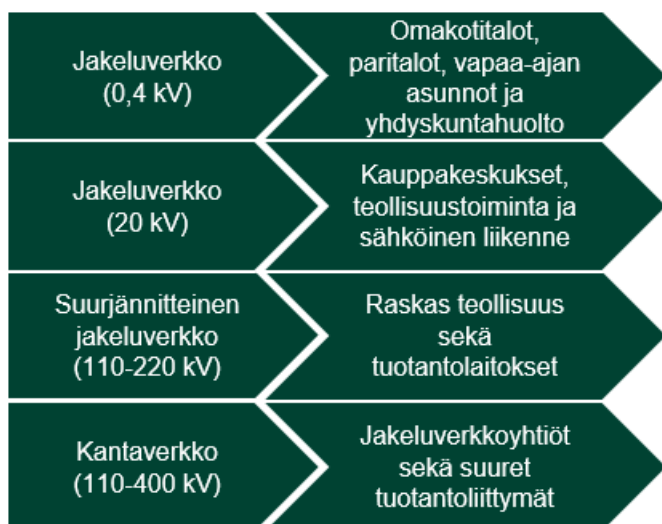 Jakeluverkko
(0,4 kV)
Omakotitalot,
paritalot, vapaa-ajan
asunnot ja
yhdyskuntahuolto
Jakeluverkko
(20 kV)
Kauppakeskukset,
teollisuustoiminta ja
sähköinen liikenne
Suurjännitteinen
jakeluverkko
(110-220 kV)
Raskas teollisuus
sekä
tuotantolaitokset
Kantaverkko
(110-400 kV)
Jakeluverkkoyhtiöt
sekä suuret
tuotantoliittymät